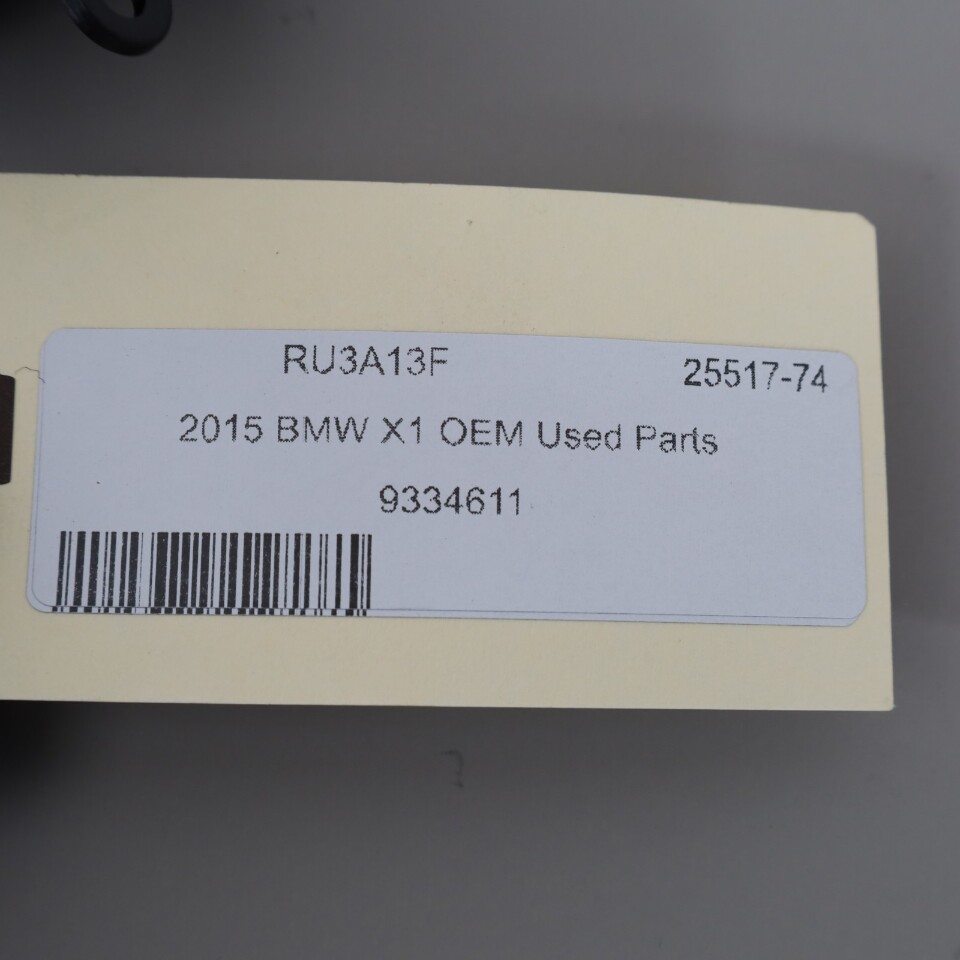 RU3A13F 25517-74
2015 BMW X1 OEM Used Parts
9334611